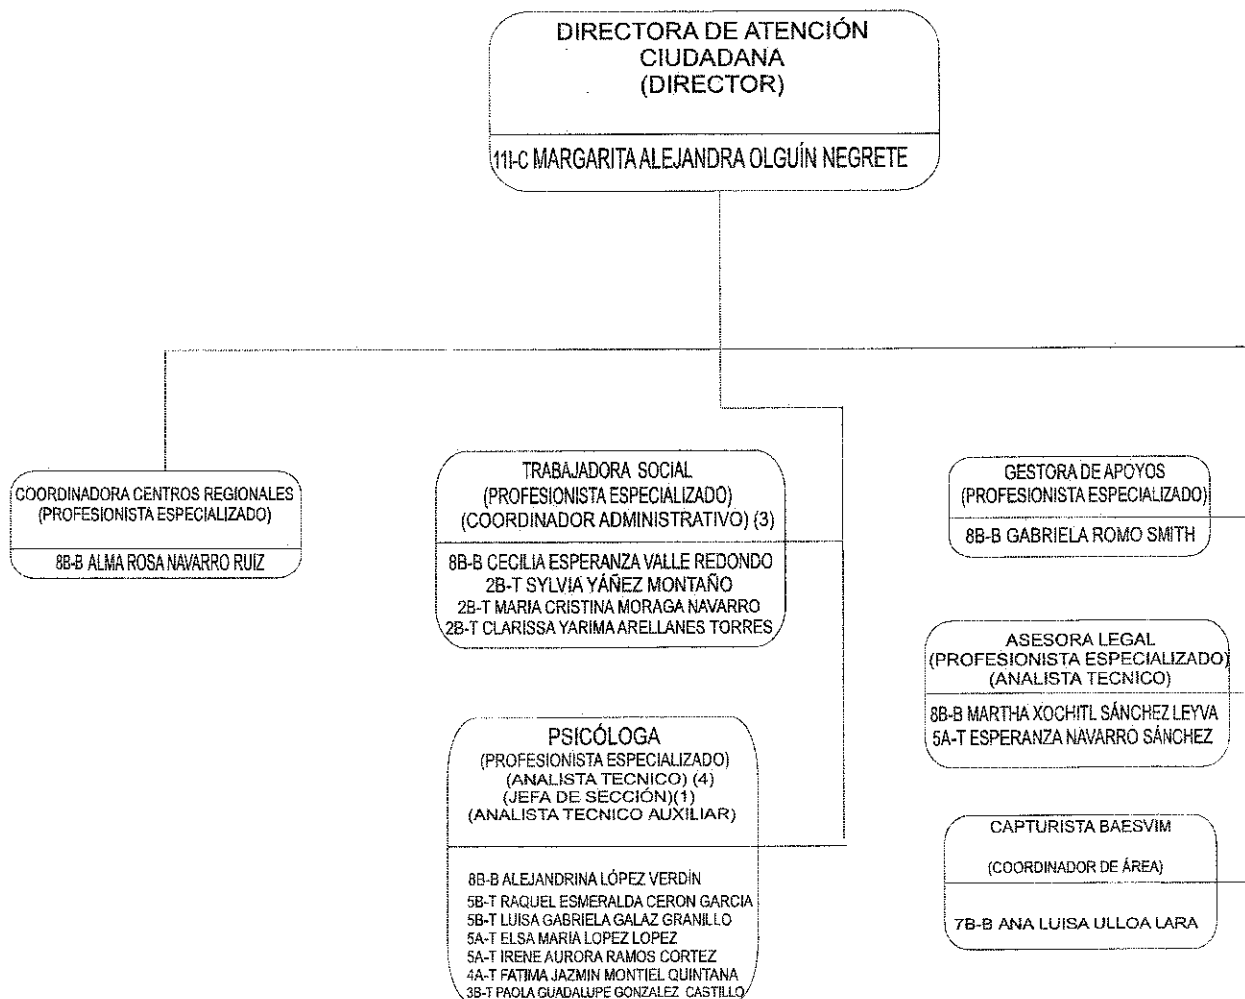 DIRECTORA DE ATENCIÓN
CIUDADANA
(DIRECTOR)
11I-C MARGARITA ALEJANDRA OLGUÍN NEGRETE
COORDINADORA CENTROS REGIONALES
(PROFESIONISTA ESPECIALIZADO)
8B-B ALMA ROSA NAVARRO RUIZ
TRABAJADORA SOCIAL
(PROFESIONISTA ESPECIALIZADO)
(COORDINADOR ADMINISTRATIVO) (3)
8B-B CECILIA ESPERANZA VALLE REDONDO
2B-T SYLVIA YÁÑEZ MONTAÑO
2B-T MARIA CRISTINA MORAGA NAVARRO
2B-T CLARISSA YARIMA ARELLANES TORRES
PSICÓLOGA
(PROFESIONISTA ESPECIALIZADO)
(ANALISTA TECNICO) (4)
(JEFA DE SECCIÓN)(1)
(ANALISTA TECNICO AUXILIAR)
8B-B ALEJANDRINA LÓPEZ VERDÍN
5B-T RAQUEL ESMERALDA CERON GARCIA
5B-T LUISA GABRIELA GALAZ GRANILLO
5A-T ELSA MARIA LOPEZ LOPEZ
5A-T IRENE AURORA RAMOS CORTEZ
4A-T FATIMA JAZMIN MONTIEL QUINTANA
3B-T PAOLA GUADALUPE GONZALEZ CASTILLO
GESTORA DE APOYOS
(PROFESIONISTA ESPECIALIZADO)
8B-B GABRIELA ROMO SMITH
ASESORA LEGAL
(PROFESIONISTA ESPECIALIZADO)
(ANALISTA TECNICO)
8B-B MARTHA XOCHITL SÁNCHEZ LEYVA
5A-T ESPERANZA NAVARRO SÁNCHEZ
CAPTURISTA BAESVIM
(COORDINADOR DE ÁREA)
7B-B ANA LUISA ULLOA LARA